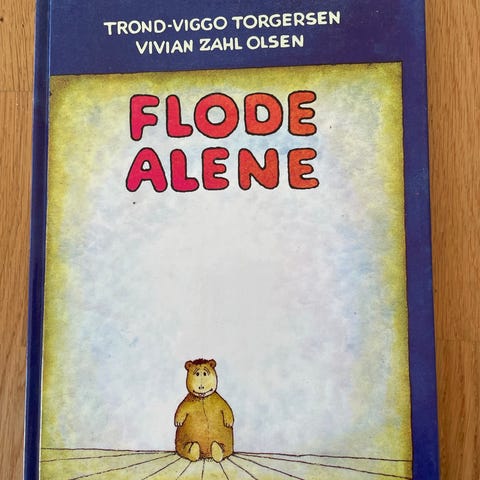 TROND-VIGGO TORGERSEN
VIVIAN ZAHL OLSEN
FLODE
ALENE